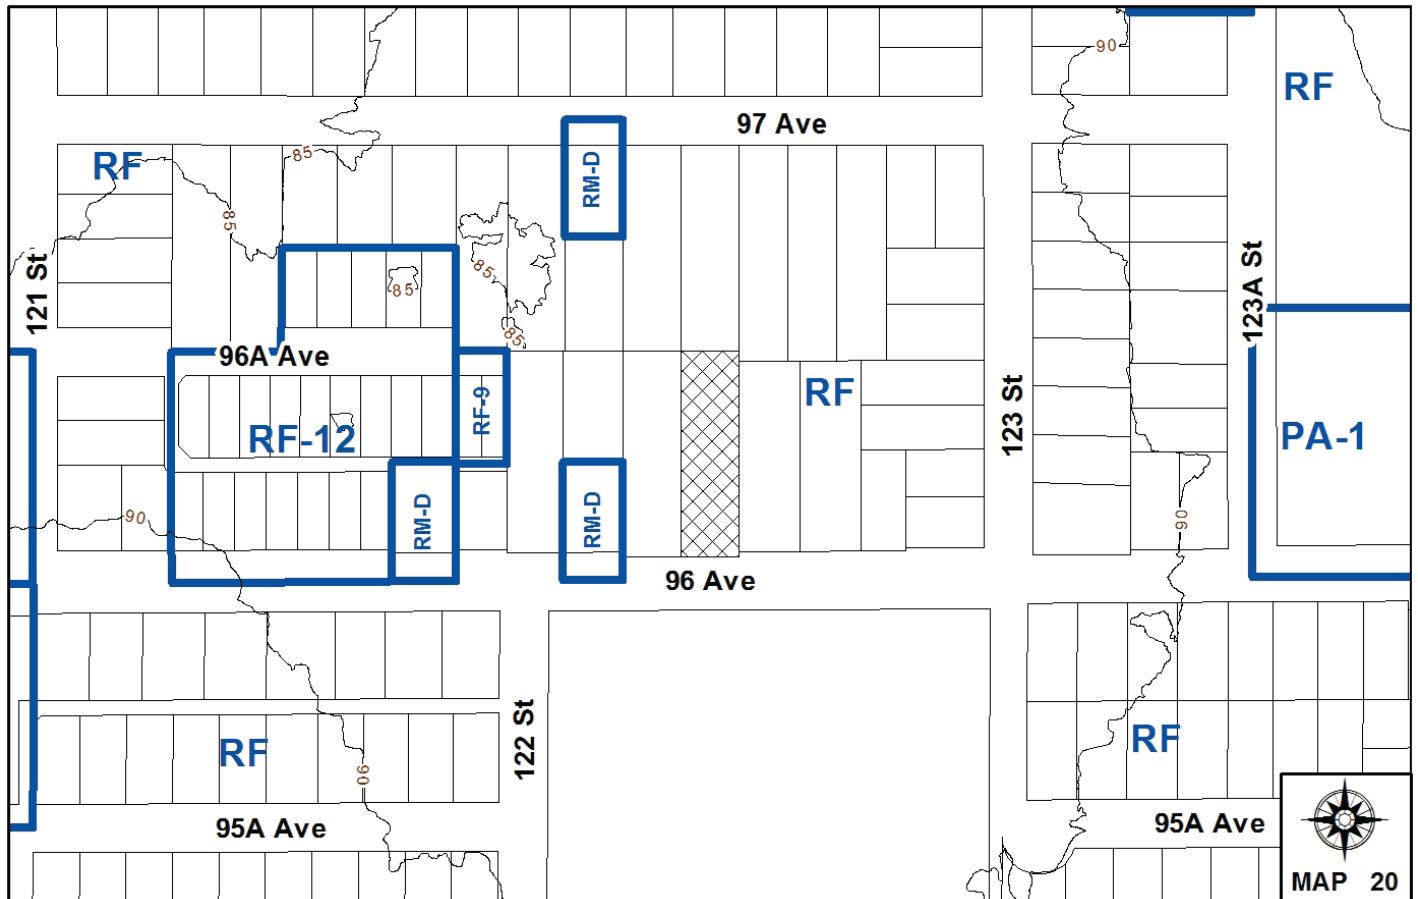 90
RF
97 Ave
RF
85
RM-D
85
121 St
123A St
85
85
85
96A Ave
RF-9
RF
123 St
RF-12
PA-1
90
RM-D
RM-D
90
96 Ave
122 St
RF
RF
90
95A Ave
95A Ave
MAP 20